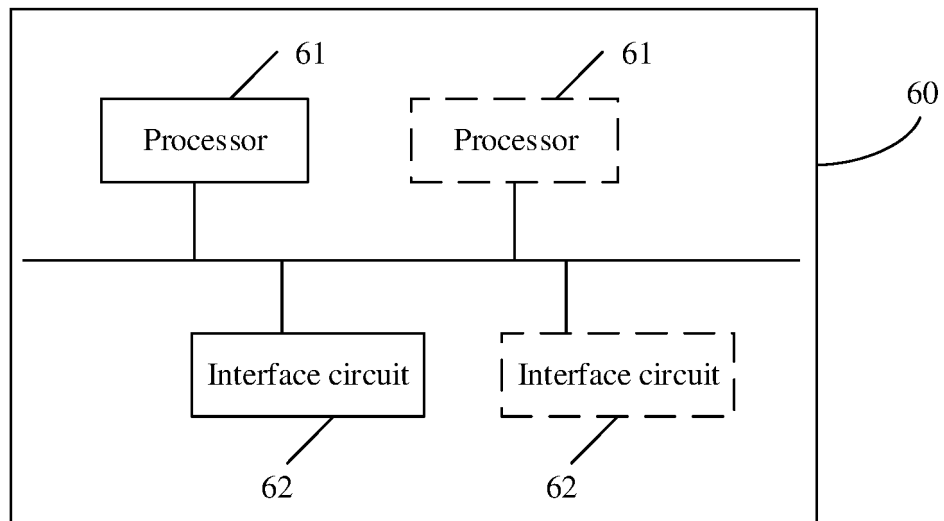 61
61
60
Processor
Processor
Interface circuit
Interface circuit
62
62